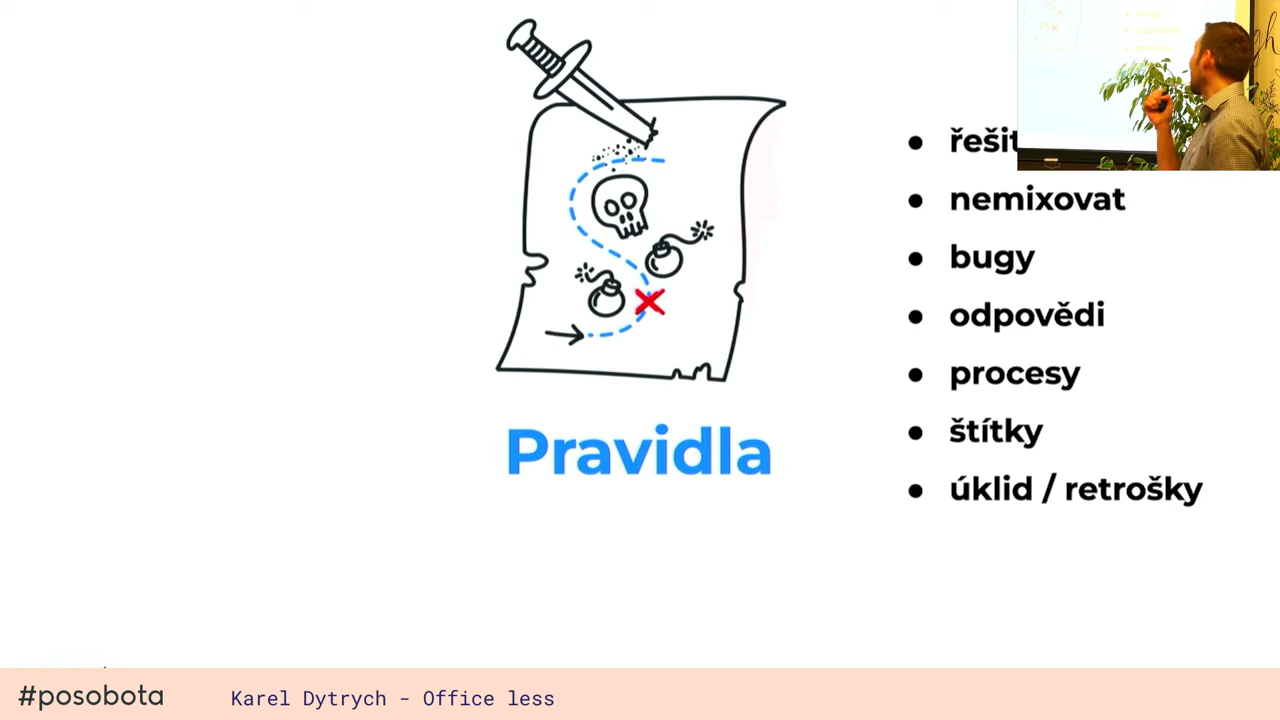 řešit
nemixovat
bugy
odpovědi
procesy
štítky
úklid / retrošky
Pravidla
#posobota
Karel Dytrych - Office less